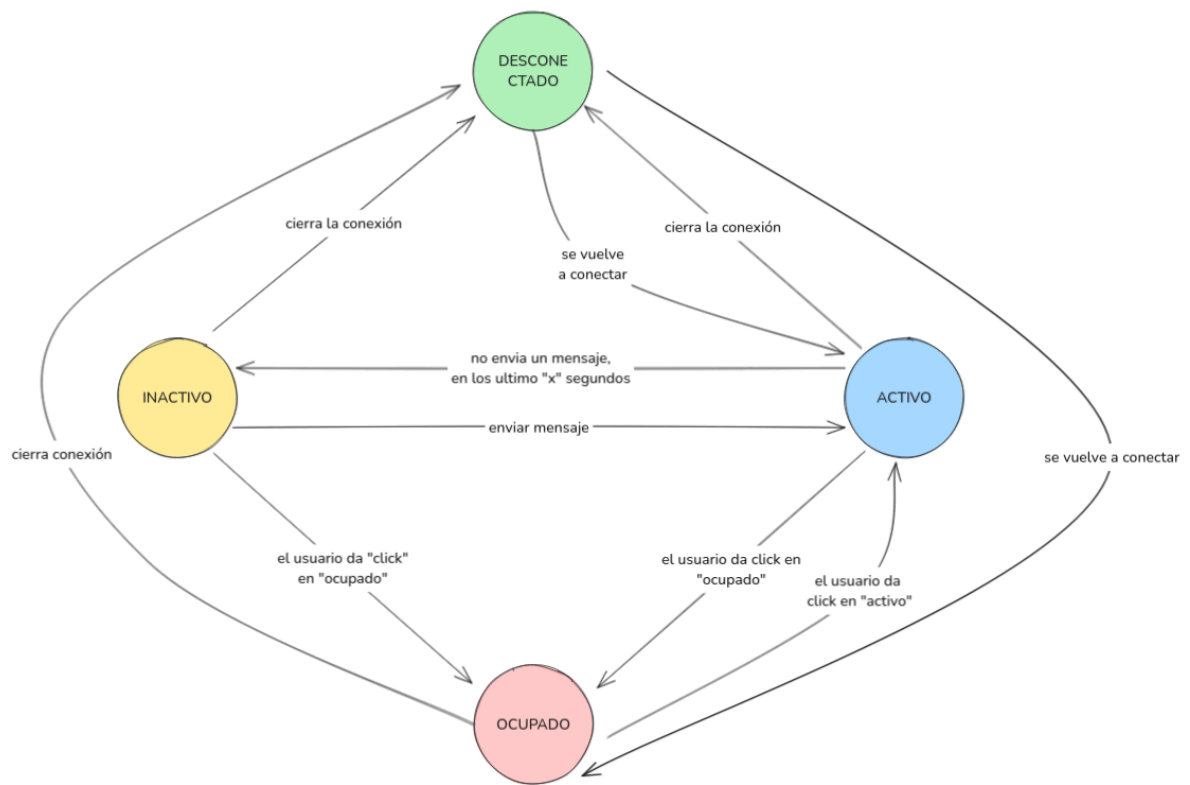 DESCONE
CTADO
cierra la conexión
cierra la conexión
se vuelve
a conectar
no envia un mensaje,
en los ultimo "x" segundos
INACTIVO
ACTIVO
enviar mensaje
cierra conexión
se vuelve a conectar
el usuario da "click"
en "ocupado"
el usuario da click en
"ocupado"
el usuario da
click en "activo"
OCUPADO